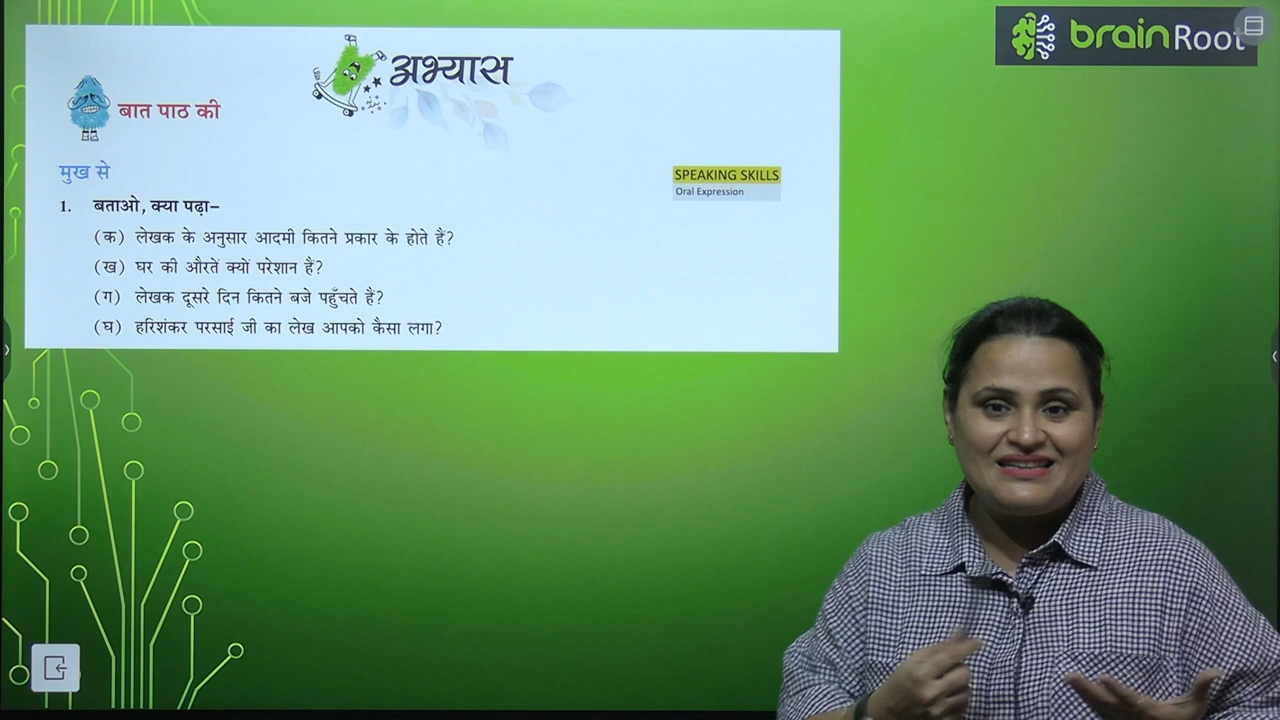 brainRoot
अभ्यास
बात पाठ की
मुख से
SPEAKING SKILLS
Oral Expression
1. बताओ, क्या पढ़ा–
(क) लेखक के अनुसार आदमी कितने प्रकार के होते हैं?
(ख) घर की औरतें क्यों परेशान हैं?
(ग) लेखक दूसरे दिन कितने बजे पहुँचते हैं?
(घ) हरिशंकर परसाई जी का लेख आपको कैसा लगा?